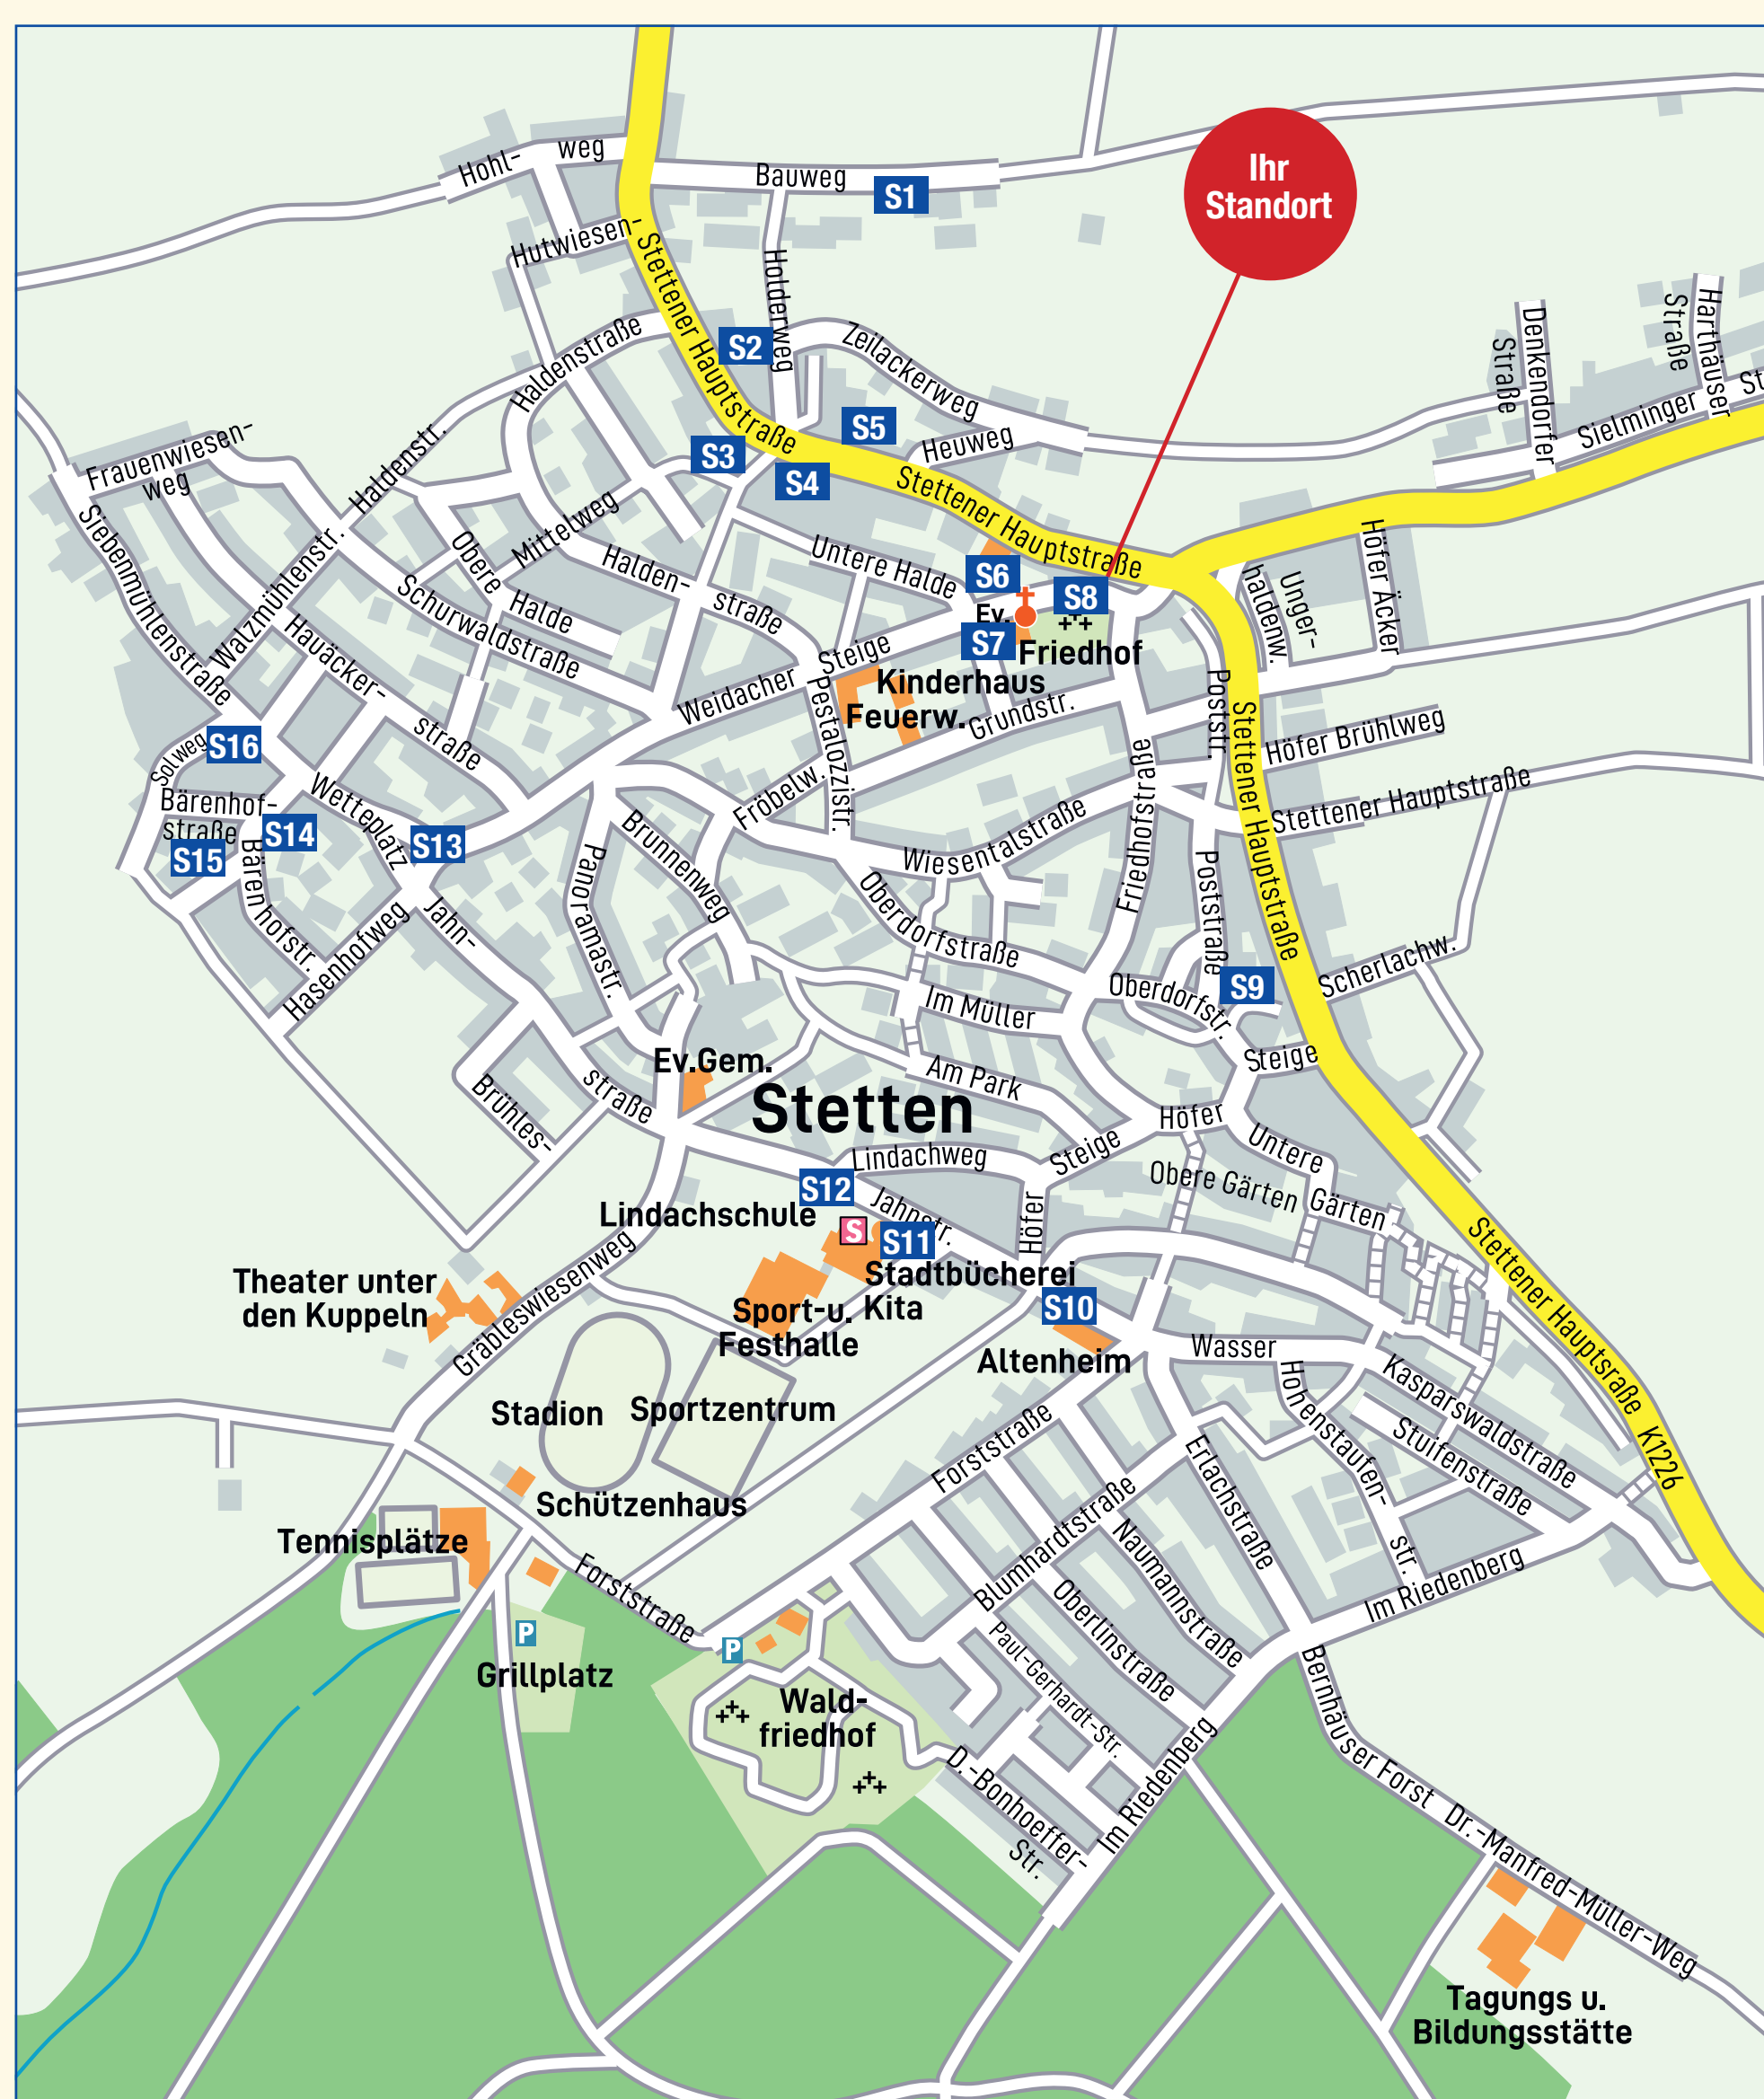 Hohl-
weg
Bauweg
S1
Ihr
Standort
Hutwiesen-
Stettener Hauptstraße
Holderweg
Haldenstraße
S2
Zeilackerweg
Denkendorfer
Straße
Harthäuser
Straße
Sielminger
St
S5
Heuweg
S3
S4
Stettener Hauptstraße
Frauenwiesen-
weg
Haldenstr.
Siebenmühlenstraße
Walzmühlenstr.
Mittelweg
Obere
Halde
Schurwaldstraße
Halden-
straße
Untere Halde
S6
S8
Ev.
S7
Friedhof
Unger-
haldenw.
Höfer Äcker
Hauäcker-
straße
Weidacher
Steige
Kinderhaus
Feuerw.
Grundstr.
Pestalozzistr.
Poststr.
Stettener Hauptstraße
Höfer Brühlweg
Stettener Hauptstraße
Solweg
S16
Bärenhof-
straße
S14
S15
Wetteplatz
S13
Bären
hofstr.
Hasenhofweg
Jahn-
straße
Panoramastr.
Brunnenweg
Fröbelw.
Wiesentalstraße
Friedhofstraße
Poststraße
Oberdorfstraße
Oberdorfstr.
S9
Scherlachw.
Im Müller
Am Park
Steige
Ev.Gem.
Stetten
Brühles-
Höfer
Steige
Untere
Gärten
Obere Gärten
Lindachweg
S12
Jahnstr.
Höfer
Lindachschule
S
S11
Stadtbücherei
Kita
Sport-u.
Festhalle
S10
Altenheim
Theater unter
den Kuppeln
Gräbleswiesenweg
Stettener Hauptsraße
K1226
Wasser
Hohenstaufen-
str.
Kasparswaldstraße
Stuifenstraße
Stadion
Sportzentrum
Forststraße
Erlachstraße
Schützenhaus
Tennisplätze
Blumhardtstraße
Naumannstraße
Oberlinstraße
Paul-Gerhardt-Str.
Im Riedenberg
Forststraße
P
P
Grillplatz
Wald-
friedhof
D.-Bonhoeffer-
Str.
Im Riedenberg
Bernhäuser Forst
Dr.-Manfred-Müller-Weg
Tagungs u.
Bildungsstätte